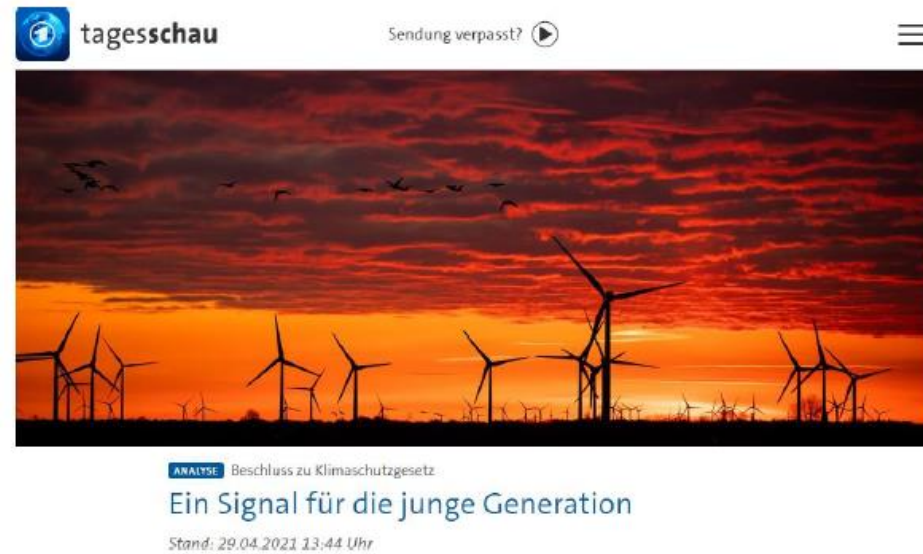 tagesschau
Sendung verpasst?
ANALYSE Beschluss zu Klimaschutzgesetz
Ein Signal für die junge Generation
Stand: 29.04.2021 13:44 Uhr